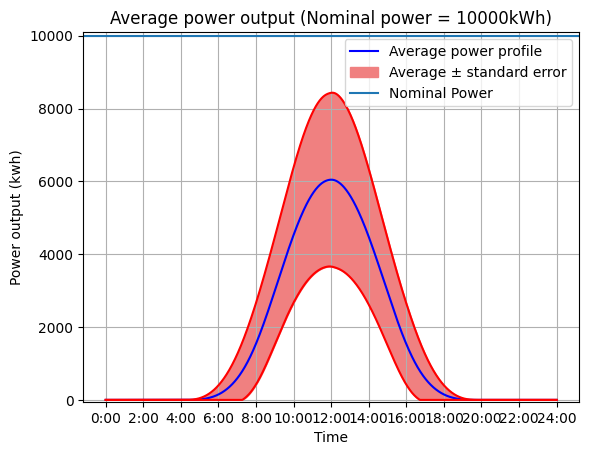 Average power output (Nominal power = 10000kWh)
Average power profile
Average ± standard error
Nominal Power
Power output (kwh)
10000
8000
6000
4000
2000
0
0:00 2:00 4:00 6:00 8:00 10:00 12:00 14:00 16:00 18:00 20:00 22:00 24:00
Time